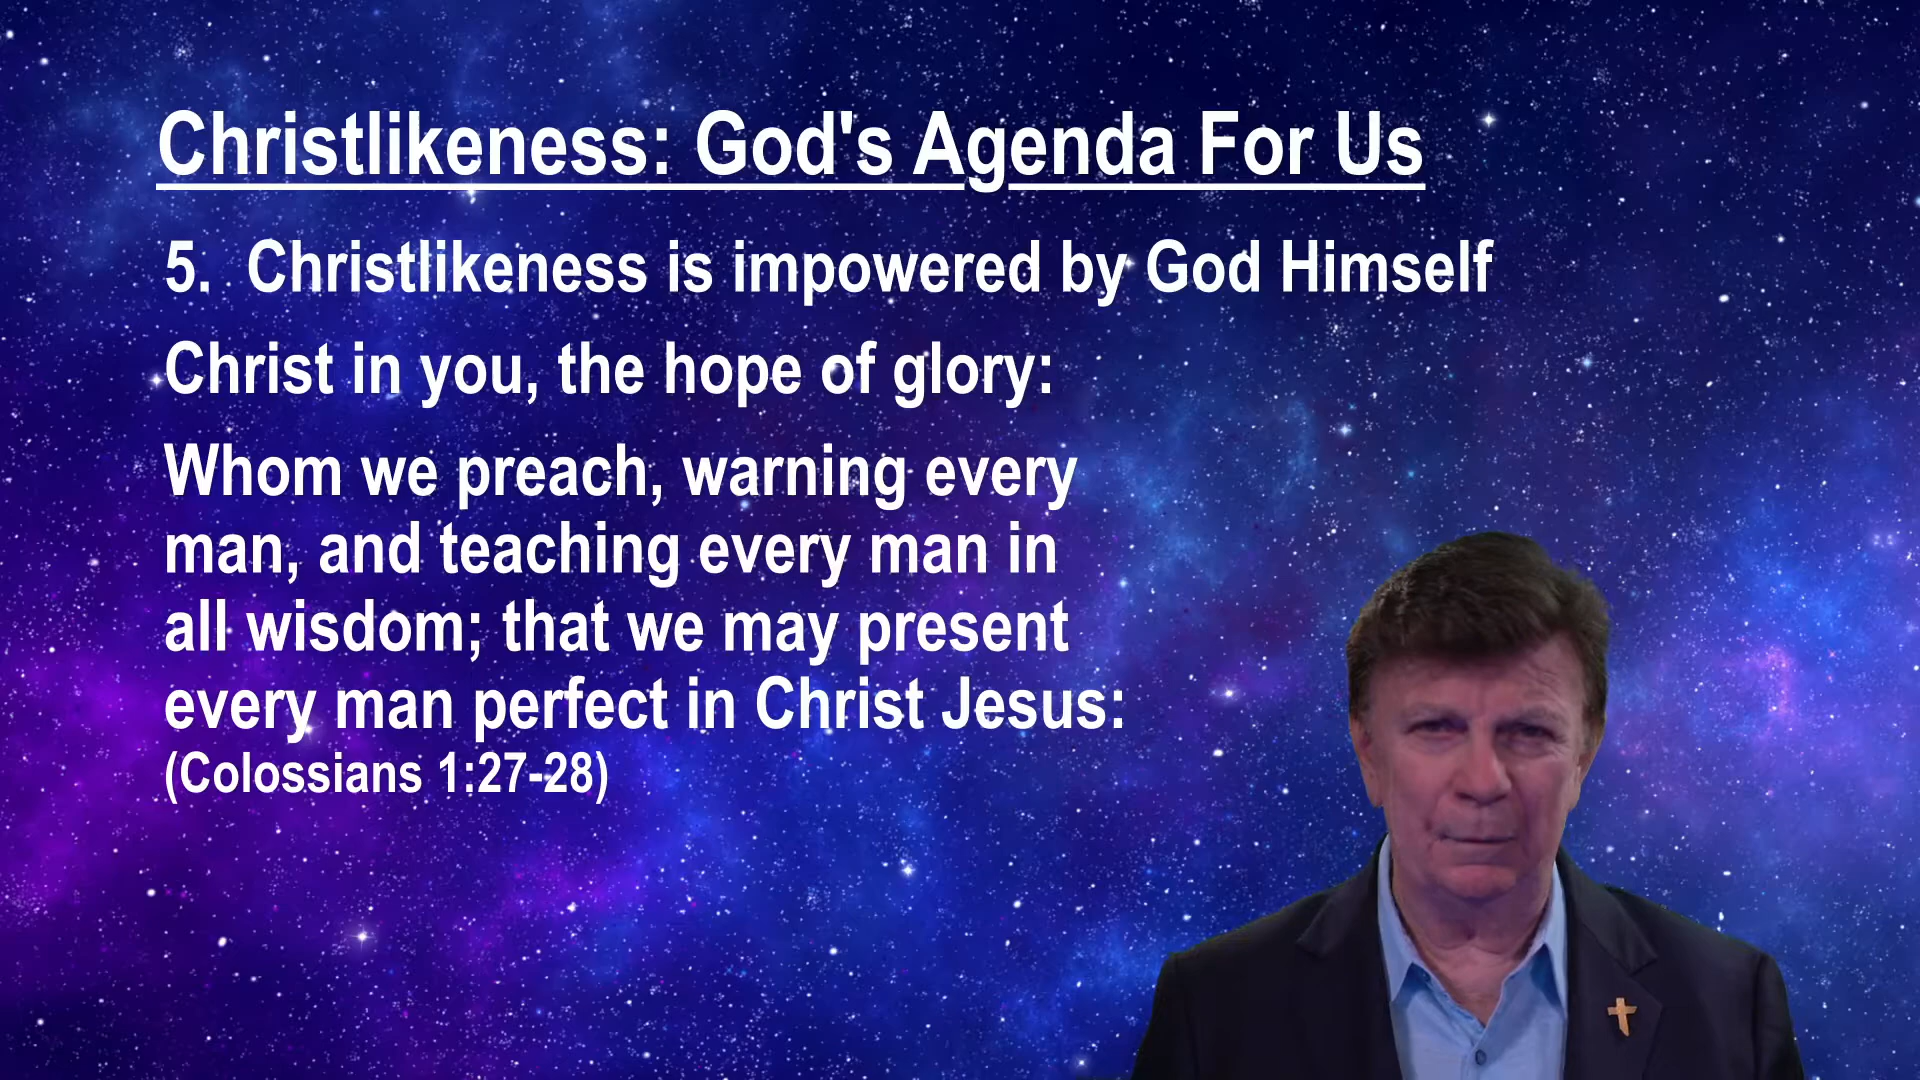 Christlikeness: God's Agenda For Us
5. Christlikeness is impowered by God Himself
Christ in you, the hope of glory:
Whom we preach, warning every
man, and teaching every man in
all wisdom; that we may present
every man perfect in Christ Jesus:
(Colossians 1:27-28)